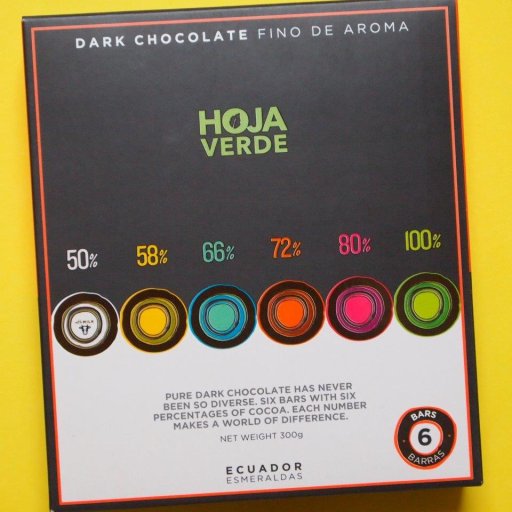 DARK CHOCOLATE FINO DE AROMA
HOJA
VERDE
50% 58% 66% 72% 80% 100%
PURE DARK CHOCOLATE HAS NEVER
BEEN SO DIVERSE. SIX BARS WITH SIX
PERCENTAGES OF COCOA. EACH NUMBER
MAKES A WORLD OF DIFFERENCE.
NET WEIGHT 300g
BARS
6
BARRAS
ECUADOR
ESMERALDAS